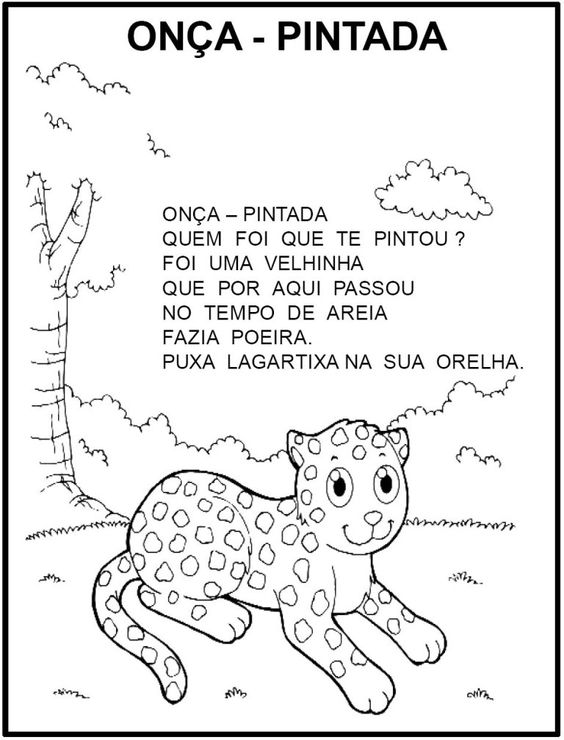 ONÇA - PINTADA
ONÇA – PINTADA
QUEM FOI QUE TE PINTOU ?
FOI UMA VELHINHA
QUE POR AQUI PASSOU
NO TEMPO DE AREIA
FAZIA POEIRA.
PUXA LAGARTIXA NA SUA ORELHA.